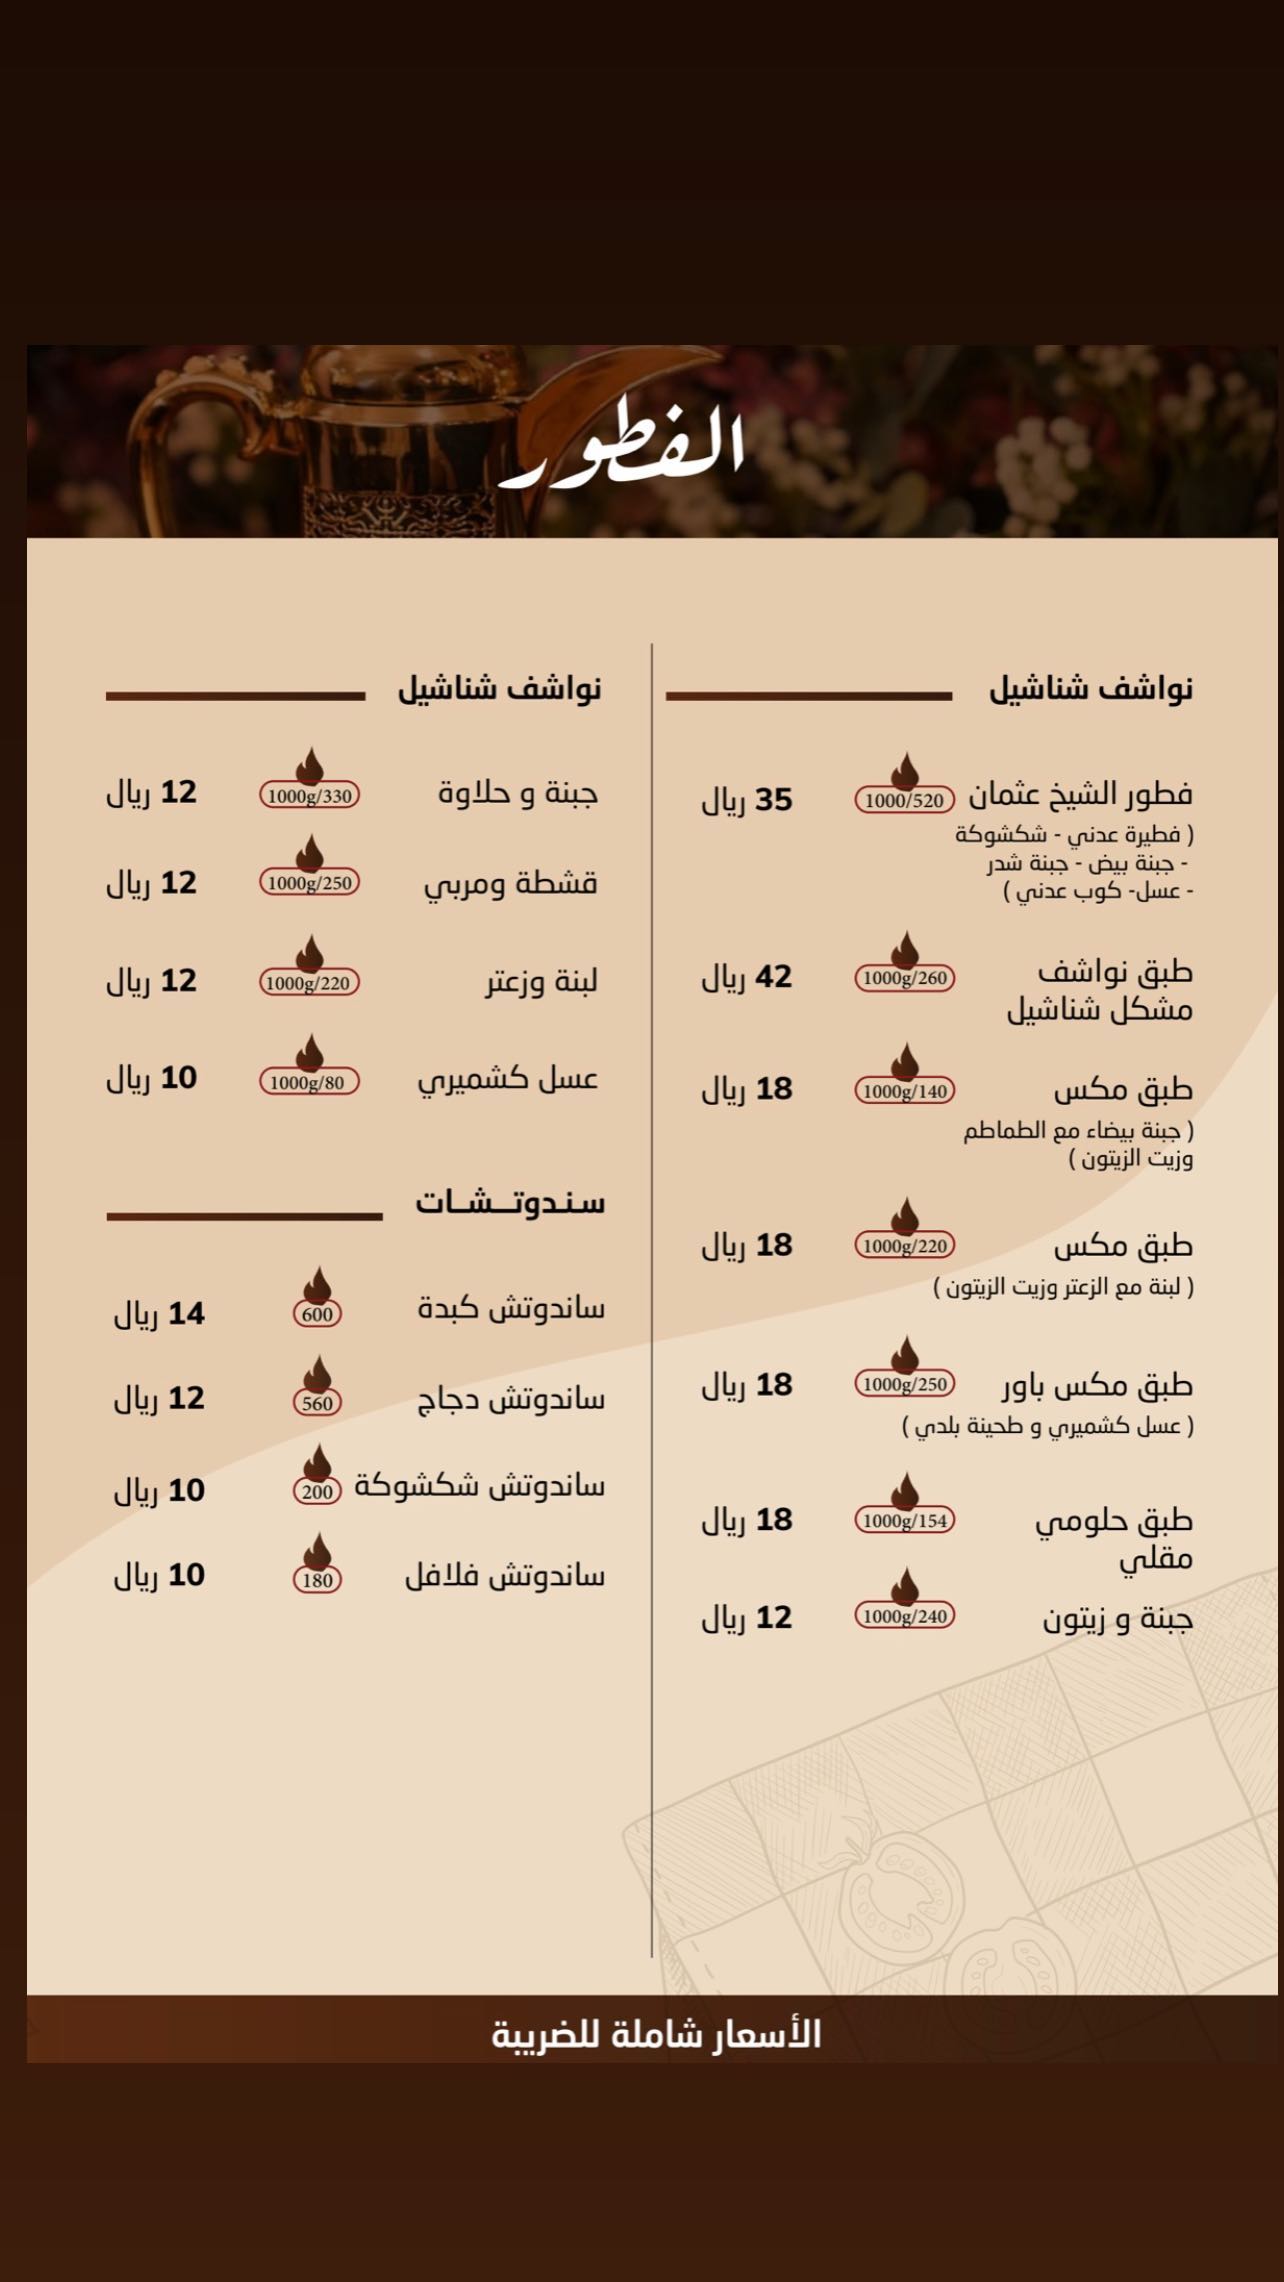 الفطور
نواشف شناشيل
فطور الشيخ عثمان 1000/520 35 ريال
( فطيرة عدني - شكشوكة
- جبنة بيض - جبنة شدر
- عسل- كوب عدني )
طبق نواشف 1000g/260 42 ريال
مشكل شناشيل
طبق مكس 1000g/140 18 ريال
( جبنة بيضاء مع الطماطم
وزيت الزيتون )
طبق مكس 1000g/220 18 ريال
( لبنة مع الزعتر وزيت الزيتون )
طبق مكس باور 1000g/250 18 ريال
( عسل كشميري و طحينة بلدي )
طبق حلومي 1000g/154 18 ريال
مقلي
جبنة و زيتون 1000g/240 12 ريال
نواشف شناشيل
جبنة و حلاوة 1000g/330 12 ريال
قشطة ومربي 1000g/250 12 ريال
لبنة وزعتر 1000g/220 12 ريال
عسل كشميري 1000g/80 10 ريال
سندوتــشــات
ساندوتش كبدة 600 14 ريال
ساندوتش دجاج 560 12 ريال
ساندوتش شكشوكة 200 10 ريال
ساندوتش فلافل 180 10 ريال
الأسعار شاملة للضريبة